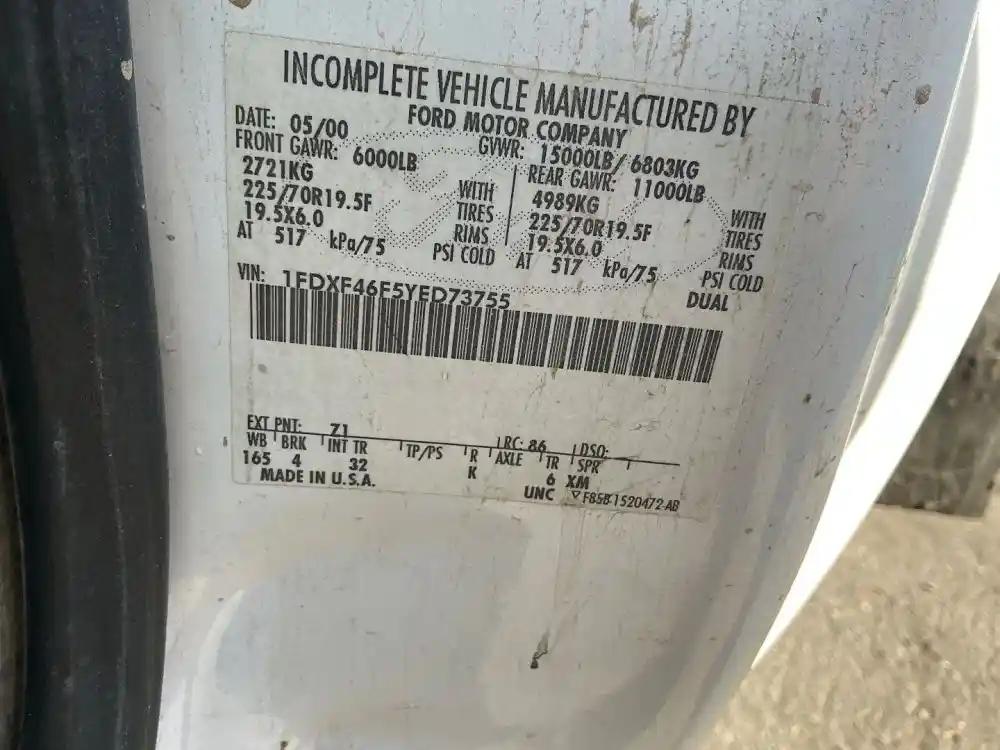 INCOMPLETE VEHICLE MANUFACTURED BY
FORD MOTOR COMPANY
DATE: 05/00 GVWR: 15000LB/ 6803KG
FRONT GAWR: 6000LB REAR GAWR: 11000LB
2721KG WITH 4989KG WITH
225/70R19.5F TIRES 225/70R19.5F TIRES
19.5X6.0 RIMS 19.5X6.0 RIMS
AT 517 kPa/75 PSI COLD AT 517 kPa/75 PSI COLD
DUAL
VIN: 1FDXF46F5YED73755
EXT PNT: Z1 RC: 86 DSO:
WB BRK INT TR TP/PS R AXLE TR SPR
165 4 32 K 6 XM
MADE IN U.S.A. UNC F85B-1520472-AB